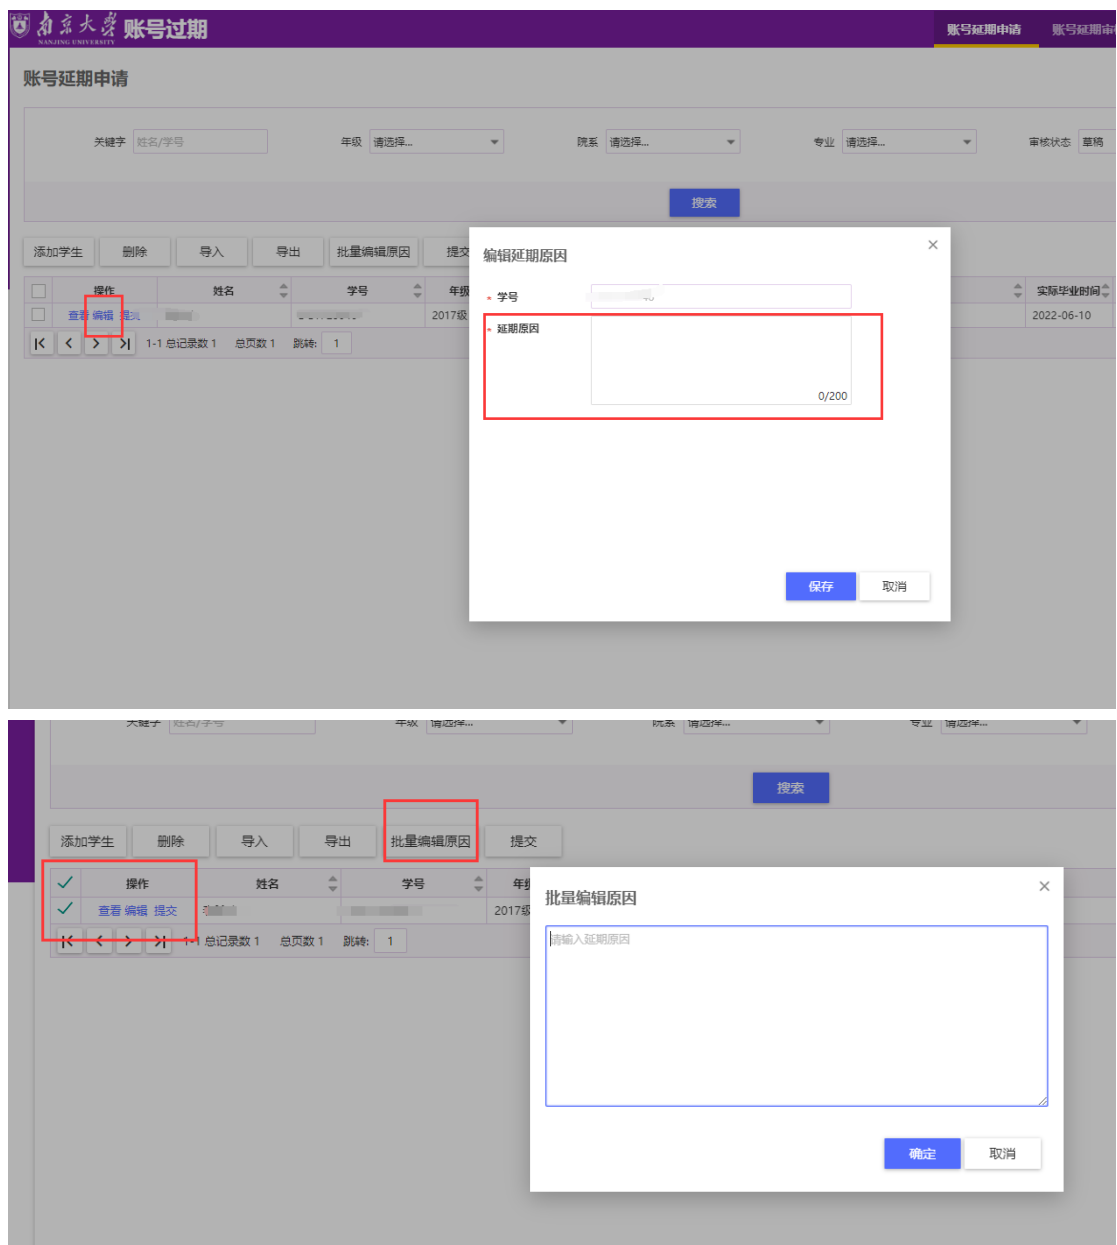 南京大学 账号过期
NANJING UNIVERSITY
账号延期申请 账号延期审
账号延期申请
关键字 姓名/学号 年级 请选择... 院系 请选择... 专业 请选择... 审核状态 草稿
搜索
添加学生 删除 导入 导出 批量编辑原因 提交
操作 姓名 学号 年级 实际毕业时间
查看 编辑 提交 2017级 2022-06-10
1-1 总记录数 1 总页数 1 跳转: 1
编辑延期原因
* 学号
* 延期原因
0/200
保存 取消
关键字 姓名/学号 年级 请选择... 院系 请选择... 专业 请选择...
搜索
添加学生 删除 导入 导出 批量编辑原因 提交
操作 姓名 学号 年级
查看 编辑 提交 2017级
1-1 总记录数 1 总页数 1 跳转: 1
批量编辑原因
请输入延期原因
确定 取消